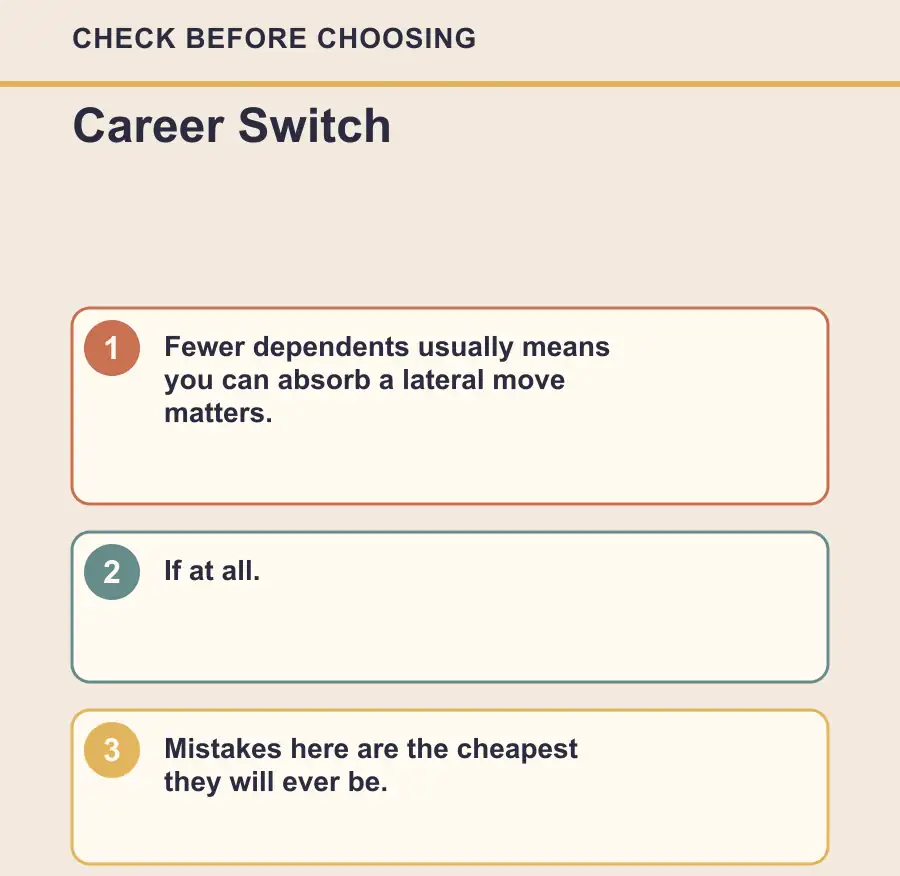 CHECK BEFORE CHOOSING
Career Switch
1
Fewer dependents usually means
you can absorb a lateral move
matters.
2
If at all.
3
Mistakes here are the cheapest
they will ever be.